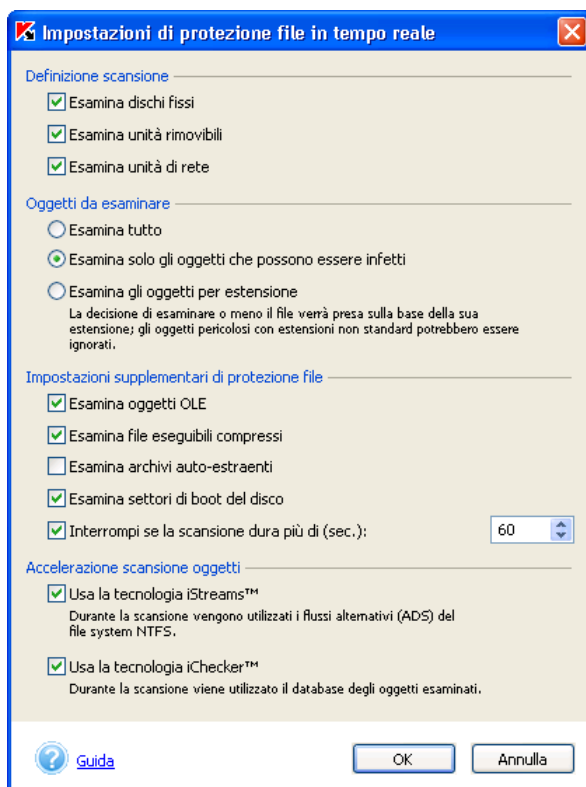 Impostazioni di protezione file in tempo reale
Definizione scansione
Esamina dischi fissi
Esamina unità rimovibili
Esamina unità di rete
Oggetti da esaminare
Esamina tutto
Esamina solo gli oggetti che possono essere infetti
Esamina gli oggetti per estensione
La decisione di esaminare o meno il file verrà presa sulla base della sua
estensione; gli oggetti pericolosi con estensioni non standard potrebbero essere
ignorati.
Impostazioni supplementari di protezione file
Esamina oggetti OLE
Esamina file eseguibili compressi
Esamina archivi auto-estraenti
Esamina settori di boot del disco
Interrompi se la scansione dura più di (sec.): 60
Accelerazione scansione oggetti
Usa la tecnologia iStreams™
Durante la scansione vengono utilizzati i flussi alternativi (ADS) del
file system NTFS.
Usa la tecnologia iChecker™
Durante la scansione viene utilizzato il database degli oggetti esaminati.
Guida OK Annulla